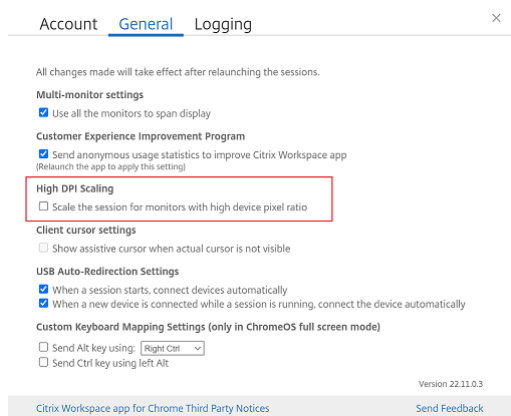 Account General Logging
All changes made will take effect after relaunching the sessions.
Multi-monitor settings
Use all the monitors to span display
Customer Experience Improvement Program
Send anonymous usage statistics to improve Citrix Workspace app
(Relaunch the app to apply this setting)
High DPI Scaling
Scale the session for monitors with high device pixel ratio
Client cursor settings
Show assistive cursor when actual cursor is not visible
USB Auto-Redirection Settings
When a session starts, connect devices automatically
When a new device is connected while a session is running, connect the device automatically
Custom Keyboard Mapping Settings (only in ChromeOS full screen mode)
Send Alt key using: Right Ctrl
Send Ctrl key using left Alt
Version 22.11.0.3
Citrix Workspace app for Chrome Third Party Notices Send Feedback